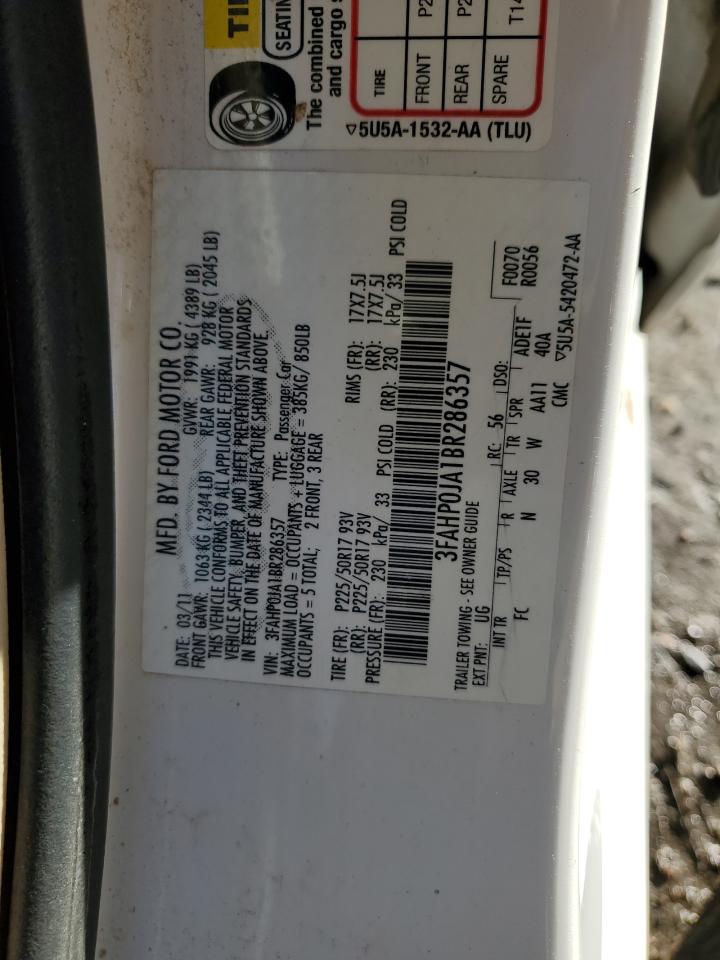 TIRE
FRONT P2
REAR P2
SPARE T14
SEATIN
The combined
and cargo s
▽5U5A-1532-AA (TLU)
MFD. BY FORD MOTOR CO.
DATE: 03/11 GVWR: 1991 KG ( 4389 LB)
FRONT GAWR: 1063 KG ( 2344 LB) REAR GAWR: 928 KG ( 2045 LB)
THIS VEHICLE CONFORMS TO ALL APPLICABLE FEDERAL MOTOR
VEHICLE SAFETY, BUMPER, AND THEFT PREVENTION STANDARDS
IN EFFECT ON THE DATE OF MANUFACTURE SHOWN ABOVE.
VIN: 3FAHP0JA1BR286357 TYPE: Passenger Car
MAXIMUM LOAD = OCCUPANTS + LUGGAGE = 385KG/ 850LB
OCCUPANTS = 5 TOTAL; 2 FRONT, 3 REAR
TIRE (FR): P225/50R17 93V RIMS (FR): 17X7.5J
(RR): P225/50R17 93V (RR): 17X7.5J
PRESSURE (FR): 230 kPa/ 33 PSI COLD (RR): 230 kPa/ 33 PSI COLD
3FAHP0JA1BR286357
TRAILER TOWING - SEE OWNER GUIDE F0070
EXT PNT: UG RC: 56 DSO: R0056
INT TR TP/PS R AXLE TR SPR ADE1F
FC N 30 W AA11 40A
CMC ▽5U5A-5420472-AA